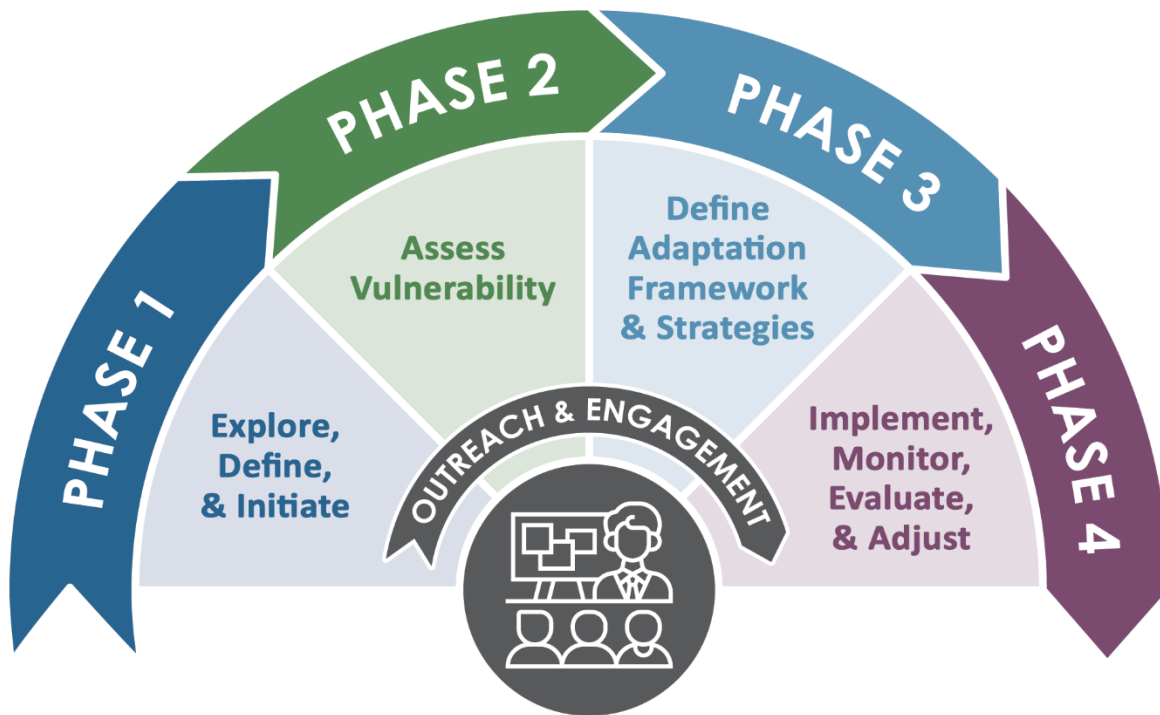 PHASE 1
Explore,
Define,
& Initiate
PHASE 2
Assess
Vulnerability
PHASE 3
Define
Adaptation
Framework
& Strategies
PHASE 4
Implement,
Monitor,
Evaluate,
& Adjust
OUTREACH & ENGAGEMENT